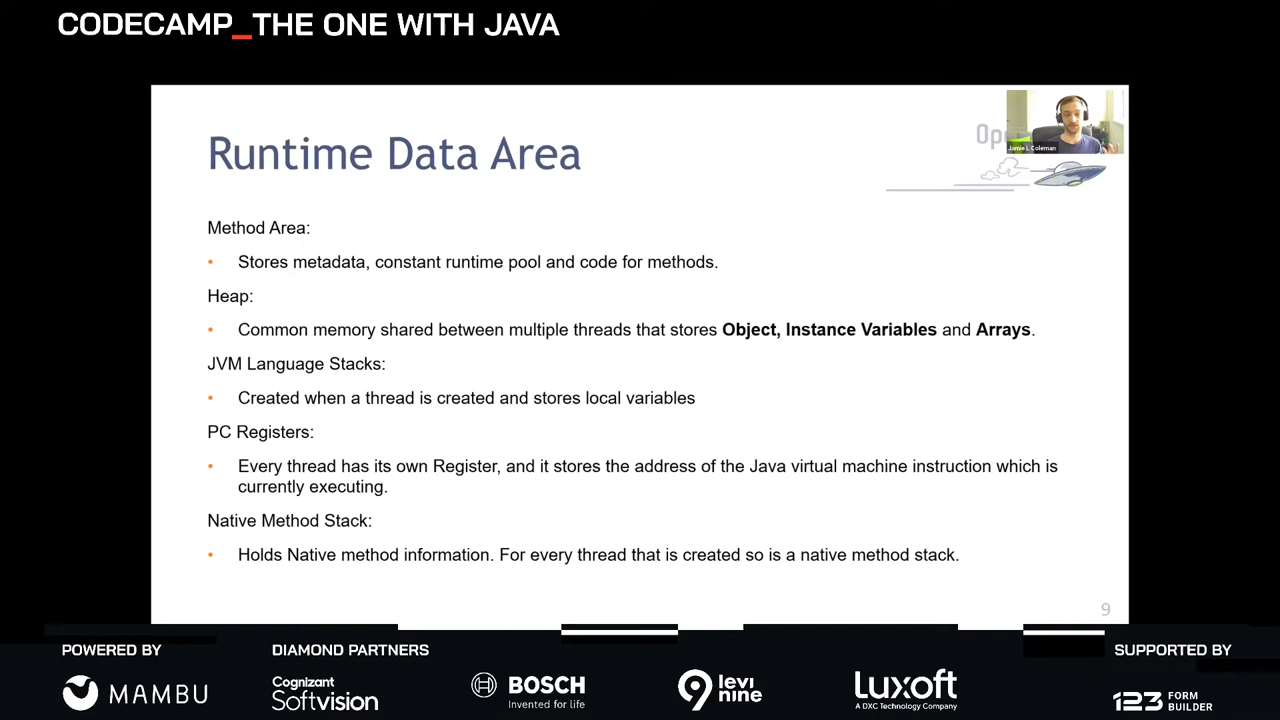 CODECAMP_THE ONE WITH JAVA
Runtime Data Area
Op
Jamie L Coleman
Method Area:
• Stores metadata, constant runtime pool and code for methods.
Heap:
• Common memory shared between multiple threads that stores Object, Instance Variables and Arrays.
JVM Language Stacks:
• Created when a thread is created and stores local variables
PC Registers:
• Every thread has its own Register, and it stores the address of the Java virtual machine instruction which is
currently executing.
Native Method Stack:
• Holds Native method information. For every thread that is created so is a native method stack.
9
POWERED BY
MAMBU
DIAMOND PARTNERS
Cognizant
Softvision
BOSCH
Invented for life
9 levi
nine
Luxoft
A DXC Technology Company
SUPPORTED BY
123 FORM
BUILDER